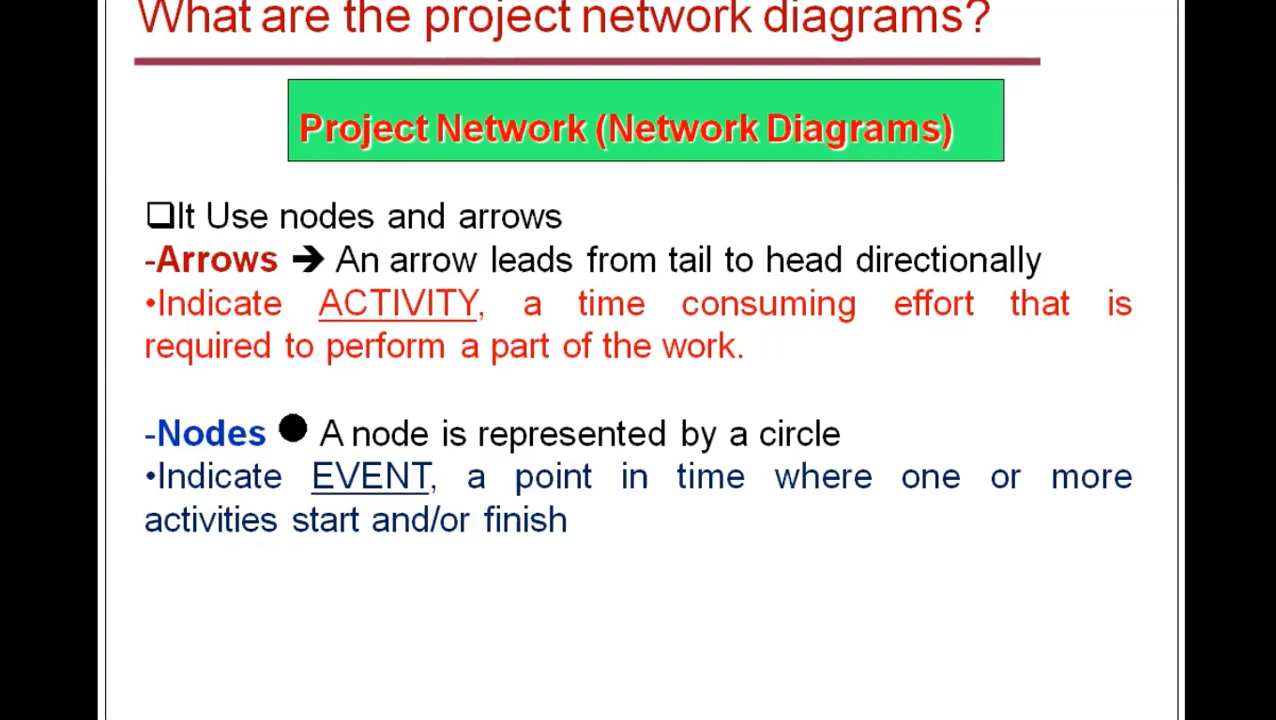 What are the project network diagrams?
Project Network (Network Diagrams)
❑It Use nodes and arrows
-Arrows ➔ An arrow leads from tail to head directionally
•Indicate ACTIVITY, a time consuming effort that is
required to perform a part of the work.
-Nodes ● A node is represented by a circle
•Indicate EVENT, a point in time where one or more
activities start and/or finish